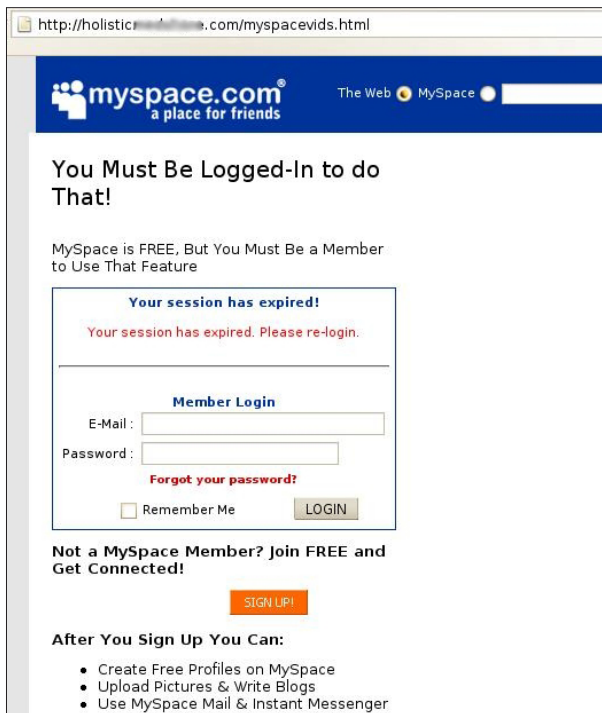 http://holistic .com/myspacevids.html
myspace.com®
a place for friends
The Web MySpace
You Must Be Logged-In to do
That!
MySpace is FREE, But You Must Be a Member
to Use That Feature
Your session has expired!
Your session has expired. Please re-login.
Member Login
E-Mail :
Password :
Forgot your password?
Remember Me LOGIN
Not a MySpace Member? Join FREE and
Get Connected!
SIGN UP!
After You Sign Up You Can:
• Create Free Profiles on MySpace
• Upload Pictures & Write Blogs
• Use MySpace Mail & Instant Messenger